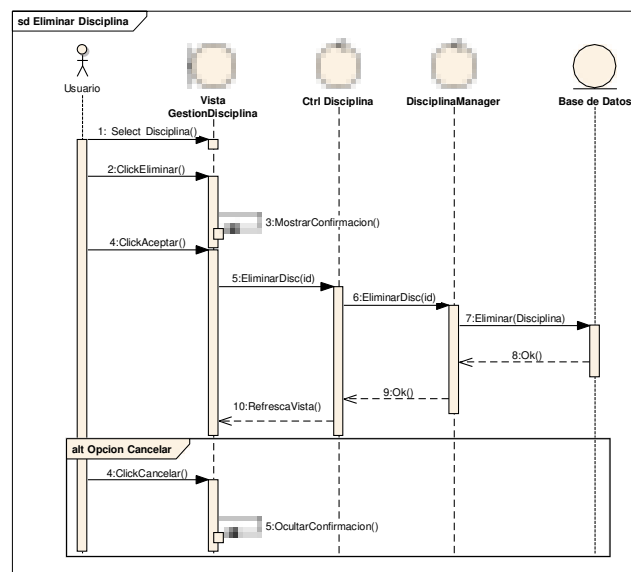 sd Eliminar Disciplina
Usuario
Vista
GestionDisciplina
Ctrl Disciplina
DisciplinaManager
Base de Datos
1: Select Disciplina()
2:ClickEliminar()
3:MostrarConfirmacion()
4:ClickAceptar()
5:EliminarDisc(id)
6:EliminarDisc(id)
7:Eliminar(Disciplina)
8:Ok()
9:Ok()
10:RefrescaVista()
alt Opcion Cancelar
4:ClickCancelar()
5:OcultarConfirmacion()